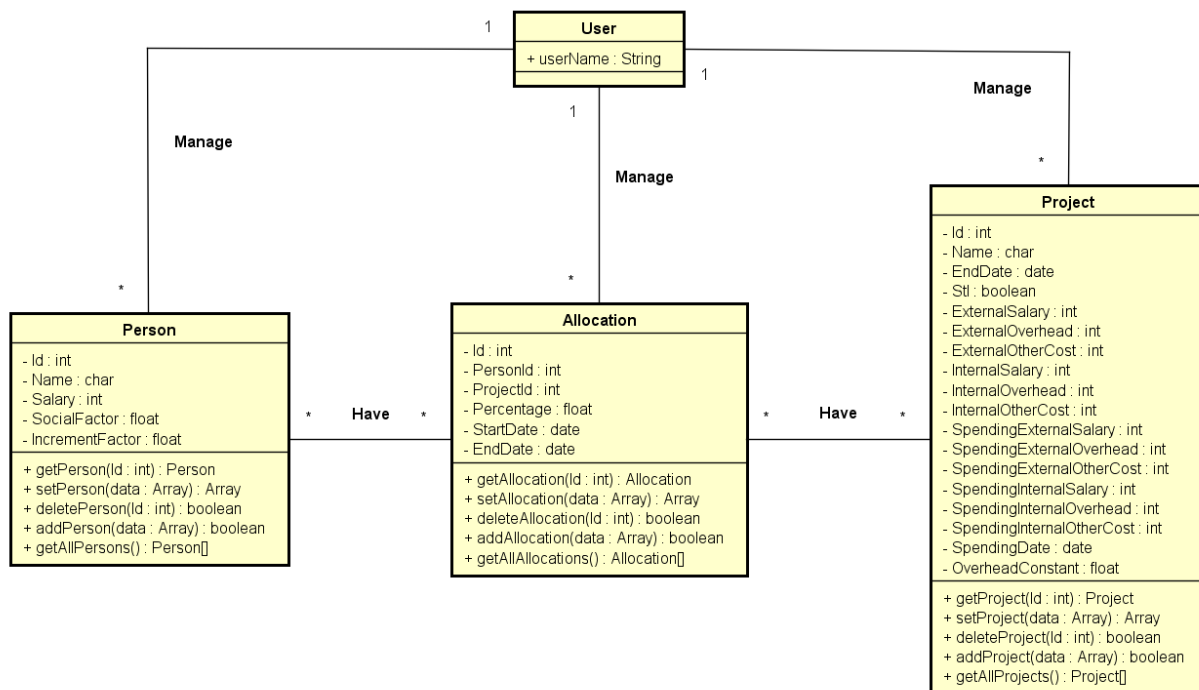 User
+ userName : String
1
1
1
Manage
Manage
Manage
*
*
*
Person
- Id : int
- Name : char
- Salary : int
- SocialFactor : float
- IncrementFactor : float
+ getPerson(Id : int) : Person
+ setPerson(data : Array) : Array
+ deletePerson(Id : int) : boolean
+ addPerson(data : Array) : boolean
+ getAllPersons() : Person[]
* Have *
Allocation
- Id : int
- PersonId : int
- ProjectId : int
- Percentage : float
- StartDate : date
- EndDate : date
+ getAllocation(Id : int) : Allocation
+ setAllocation(data : Array) : Array
+ deleteAllocation(Id : int) : boolean
+ addAllocation(data : Array) : boolean
+ getAllAllocations() : Allocation[]
* Have *
Project
- Id : int
- Name : char
- EndDate : date
- Stl : boolean
- ExternalSalary : int
- ExternalOverhead : int
- ExternalOtherCost : int
- InternalSalary : int
- InternalOverhead : int
- InternalOtherCost : int
- SpendingExternalSalary : int
- SpendingExternalOverhead : int
- SpendingExternalOtherCost : int
- SpendingInternalSalary : int
- SpendingInternalOverhead : int
- SpendingInternalOtherCost : int
- SpendingDate : date
- OverheadConstant : float
+ getProject(Id : int) : Project
+ setProject(data : Array) : Array
+ deleteProject(Id : int) : boolean
+ addProject(data : Array) : boolean
+ getAllProjects() : Project[]